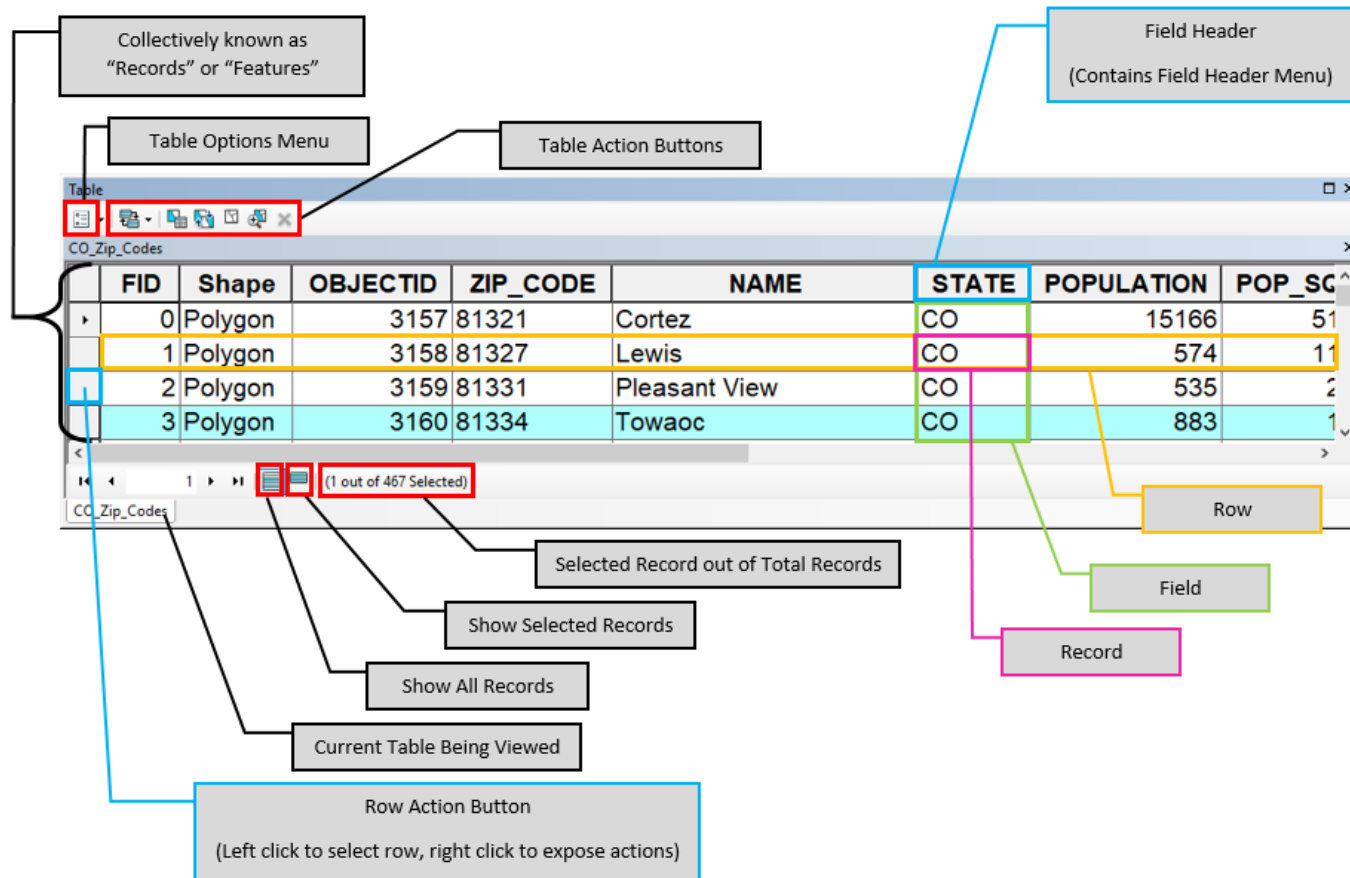 Collectively known as
“Records” or “Features”
Field Header
(Contains Field Header Menu)
Table Options Menu
Table Action Buttons
Table
CO_Zip_Codes
FID Shape OBJECTID ZIP_CODE NAME STATE POPULATION POP_SQ
0 Polygon 3157 81321 Cortez CO 15166 51
1 Polygon 3158 81327 Lewis CO 574 11
2 Polygon 3159 81331 Pleasant View CO 535 2
3 Polygon 3160 81334 Towaoc CO 883 1
1 (1 out of 467 Selected)
CO_Zip_Codes
Row
Selected Record out of Total Records
Field
Show Selected Records
Record
Show All Records
Current Table Being Viewed
Row Action Button
(Left click to select row, right click to expose actions)